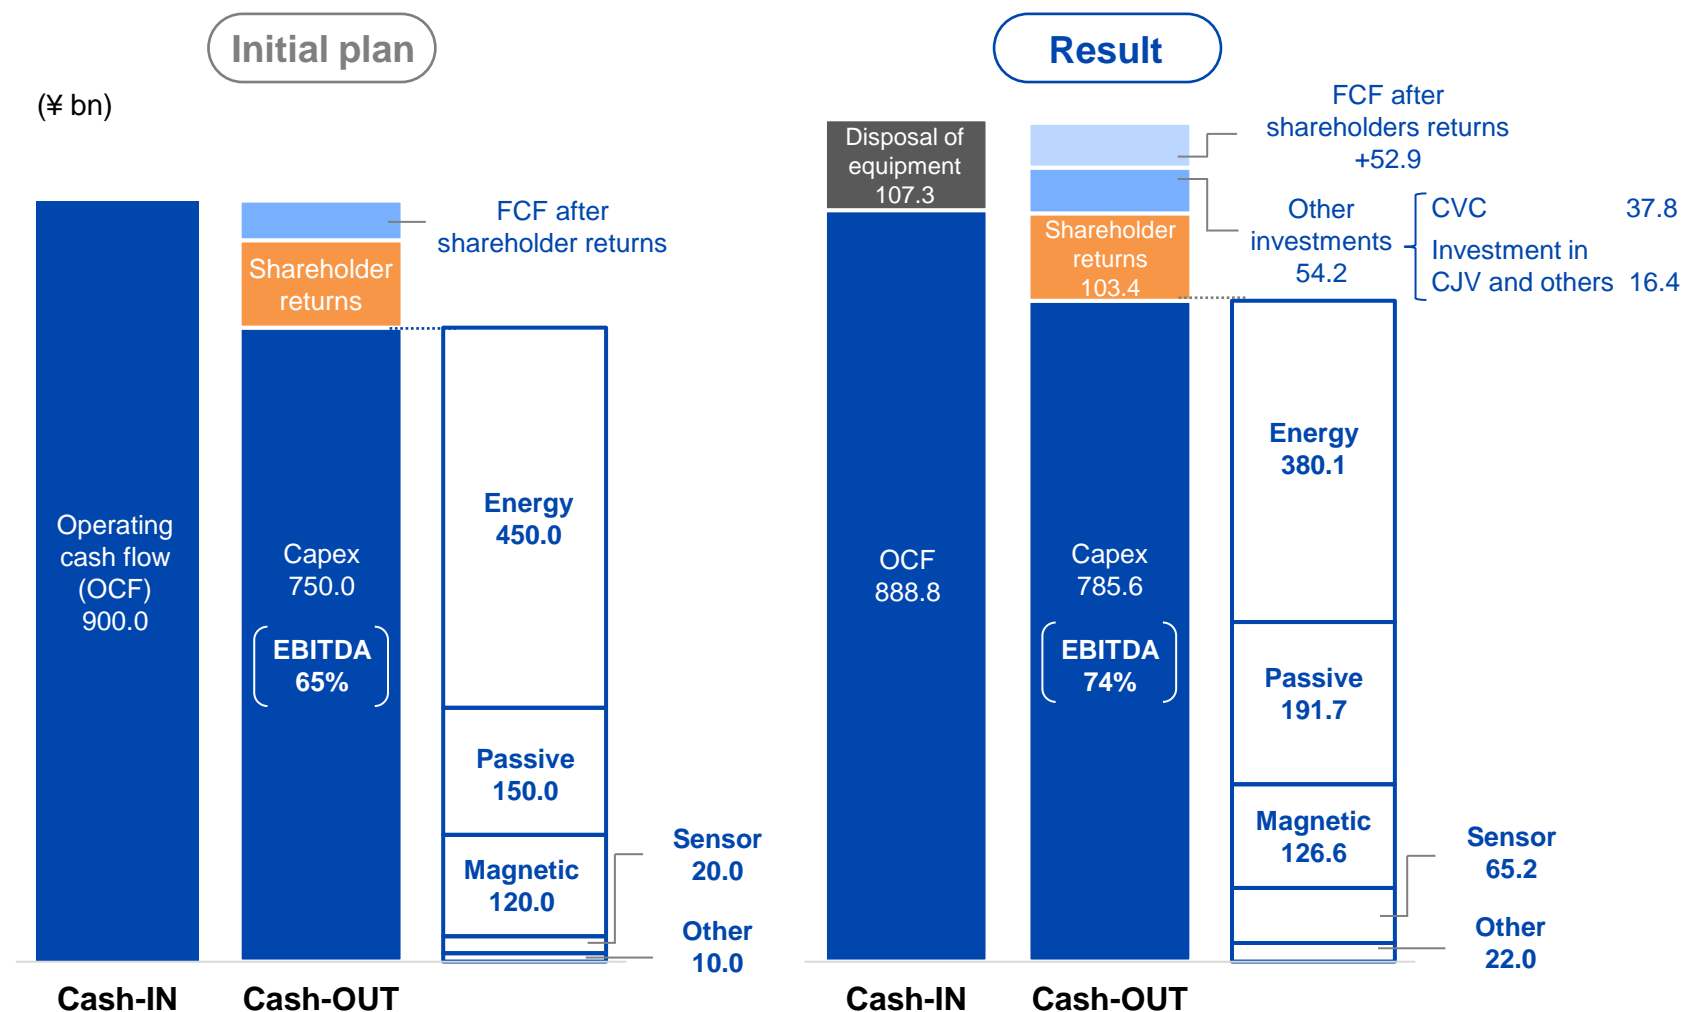 Initial plan
(¥ bn)
Operating
cash flow
(OCF)
900.0
FCF after
shareholder returns
Shareholder
returns
Capex
750.0
EBITDA
65%
Energy
450.0
Passive
150.0
Magnetic
120.0
Sensor
20.0
Other
10.0
Cash-IN
Cash-OUT
Result
Disposal of
equipment
107.3
OCF
888.8
FCF after
shareholders returns
+52.9
Other
investments
54.2
CVC 37.8
Investment in
CJV and others 16.4
Shareholder
returns
103.4
Capex
785.6
EBITDA
74%
Energy
380.1
Passive
191.7
Magnetic
126.6
Sensor
65.2
Other
22.0
Cash-IN
Cash-OUT